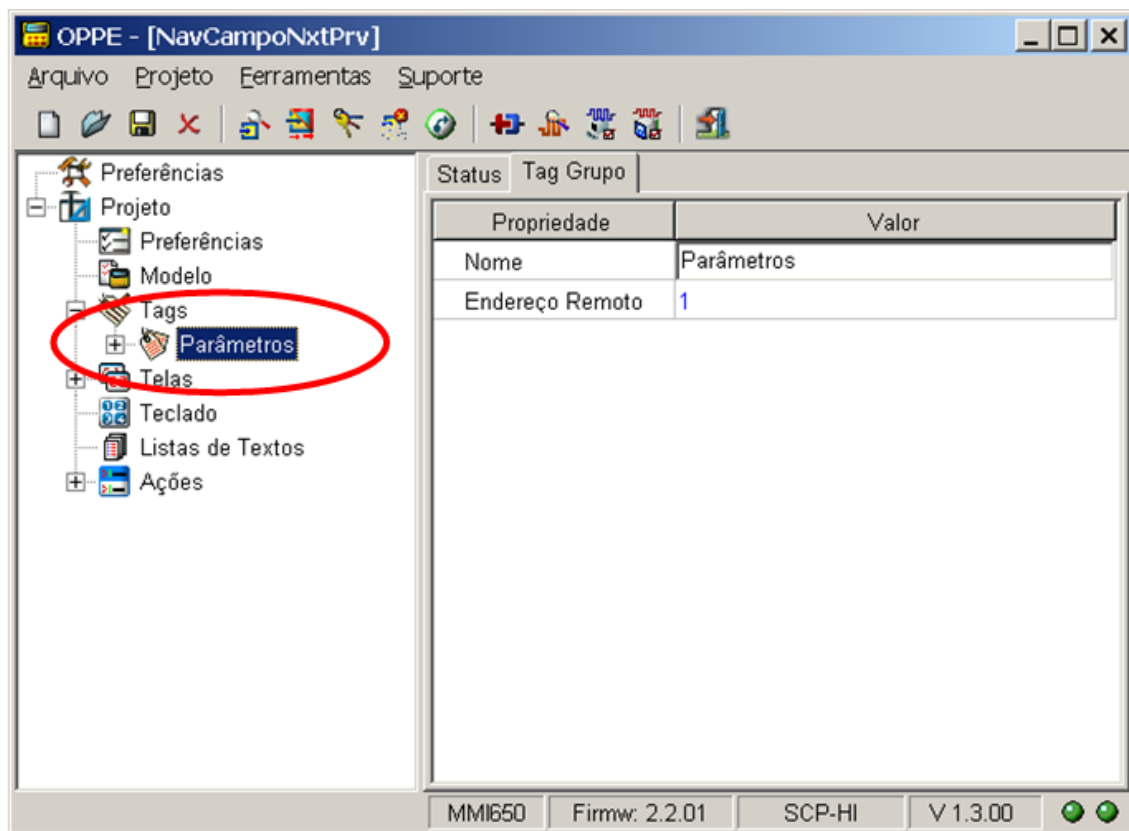 OPPE - [NavCampoNxtPrv]
Arquivo Projeto Eerramentas Suporte
Preferências
Projeto
Preferências
Modelo
Tags
Parâmetros
Telas
Teclado
Listas de Textos
Ações
Status Tag Grupo
Propriedade Valor
Nome Parâmetros
Endereço Remoto 1
MMI650 Firmw: 2.2.01 SCP-HI V 1.3.00